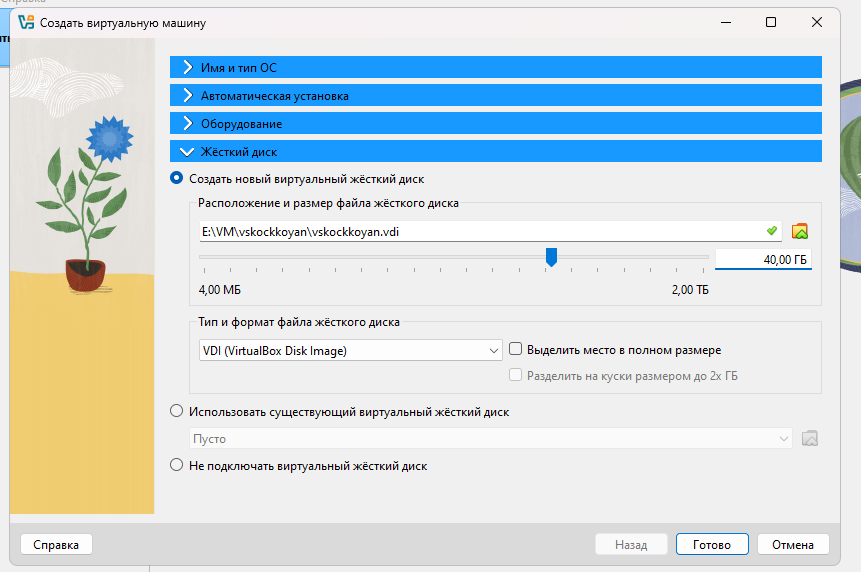 Справка
Создать виртуальную машину
Имя и тип ОС
Автоматическая установка
Оборудование
Жёсткий диск
Создать новый виртуальный жёсткий диск
Расположение и размер файла жёсткого диска
E:\VM\vskockkoyan\vskockkoyan.vdi
40,00 ГБ
4,00 МБ 2,00 ТБ
Тип и формат файла жёсткого диска
VDI (VirtualBox Disk Image) Выделить место в полном размере
Разделить на куски размером до 2х ГБ
Использовать существующий виртуальный жёсткий диск
Пусто
Не подключать виртуальный жёсткий диск
Справка Назад Готово Отмена